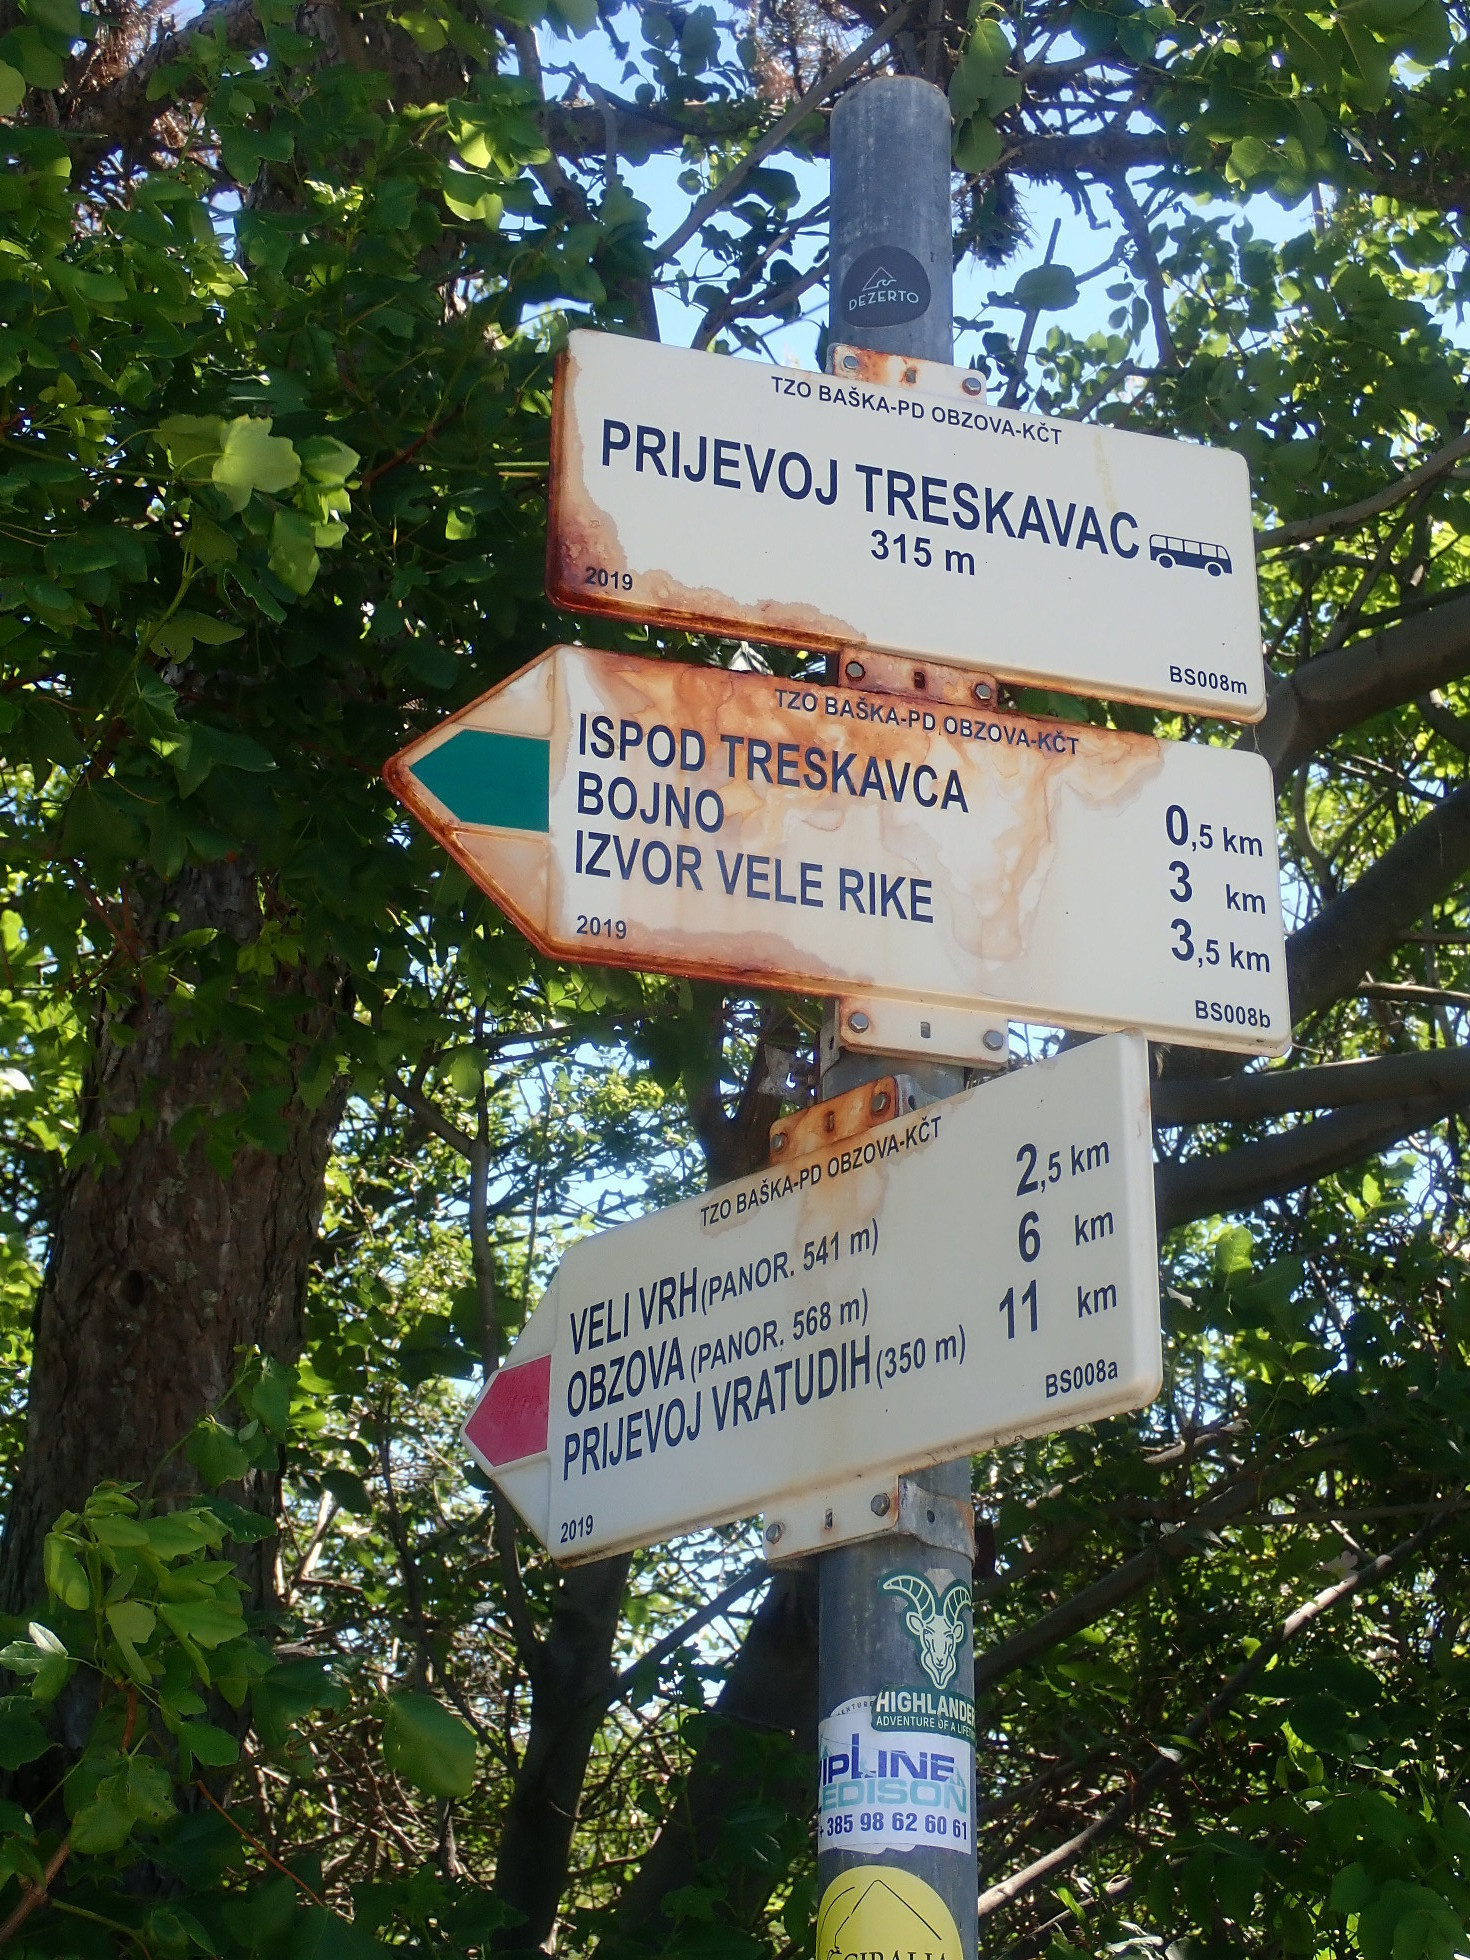 DEZERTO
TZO BAŠKA-PD OBZOVA-KČT
PRIJEVOJ TRESKAVAC
315 m
2019
BS008m
TZO BAŠKA-PD OBZOVA-KČT
ISPOD TRESKAVCA 0,5 km
BOJNO 3 km
IZVOR VELE RIKE 3,5 km
2019
BS008b
TZO BAŠKA-PD OBZOVA-KČT
VELI VRH (PANOR. 541 m) 2,5 km
OBZOVA (PANOR. 568 m) 6 km
PRIJEVOJ VRATUDIH (350 m) 11 km
BS008a
2019
HIGHLANDER
ADVENTURE OF A
IPLINE
EDISON
+385 98 62 60 61